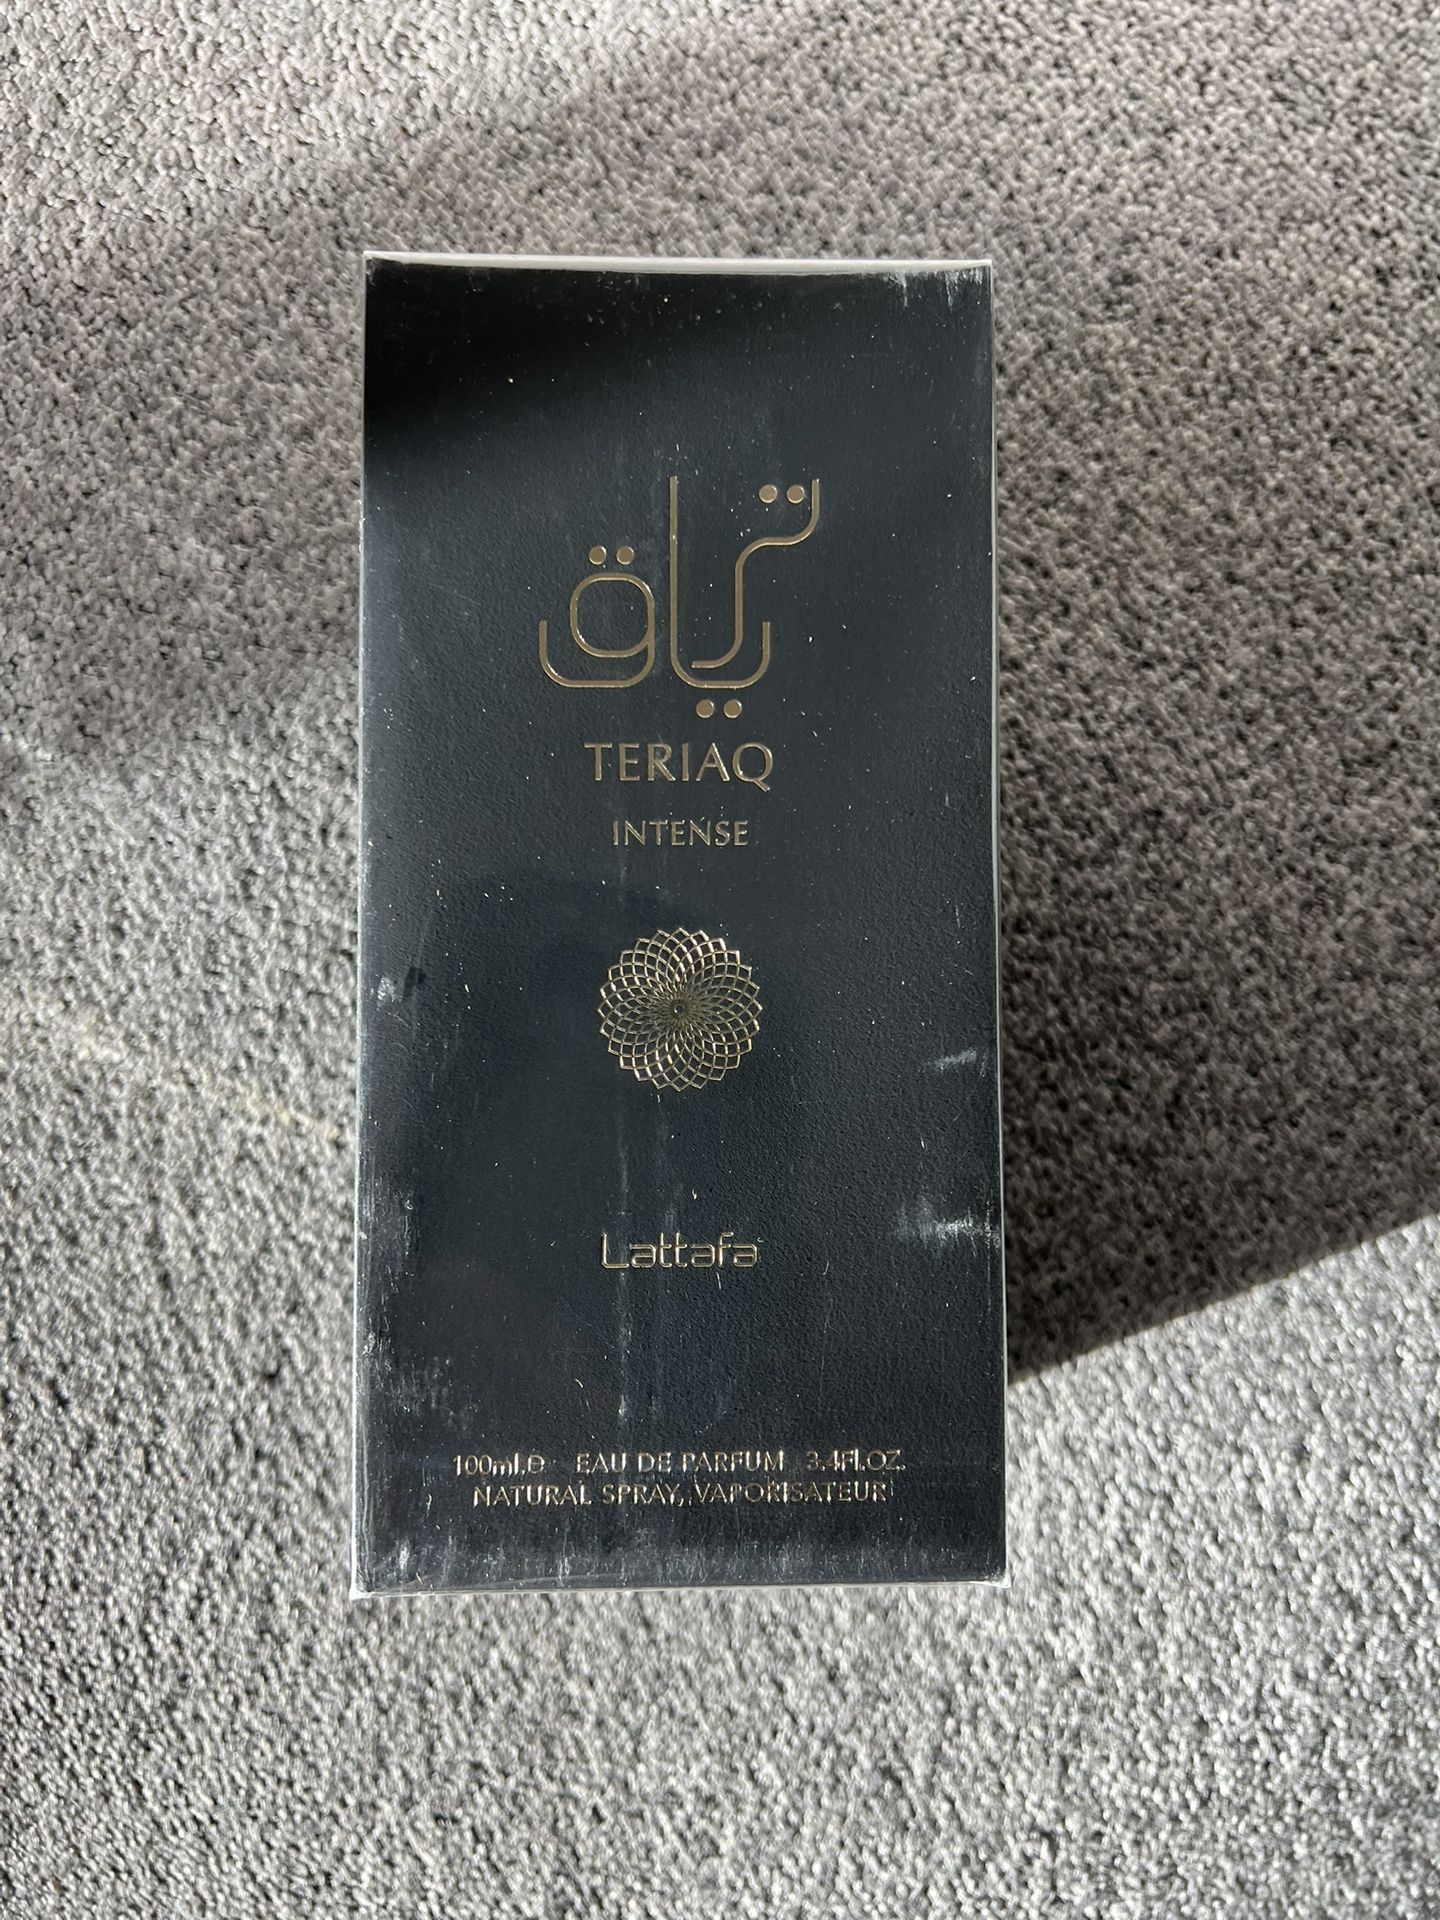 ترياق
TERIAQ
INTENSE
Lattafa
100ml.℮ EAU DE PARFUM 3.4Fl.OZ.
NATURAL SPRAY, VAPORISATEUR